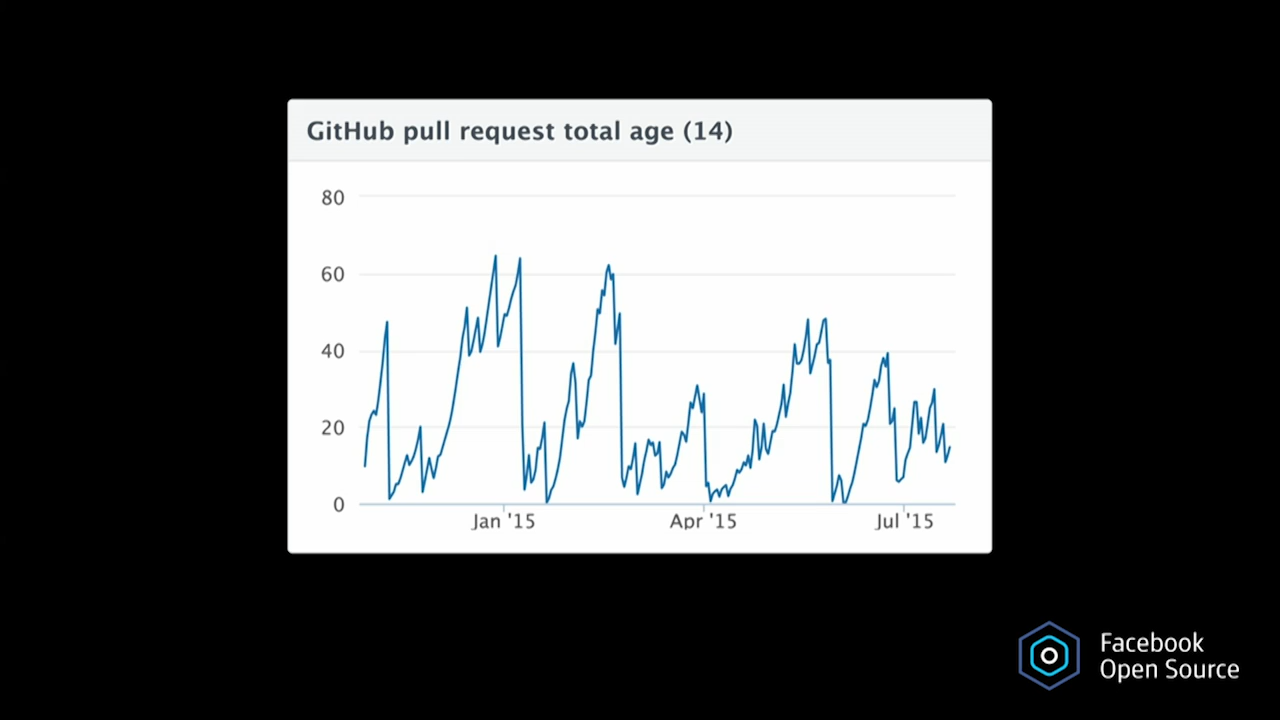 GitHub pull request total age (14)
80
60
40
20
0
Jan '15
Apr '15
Jul '15
Facebook
Open Source